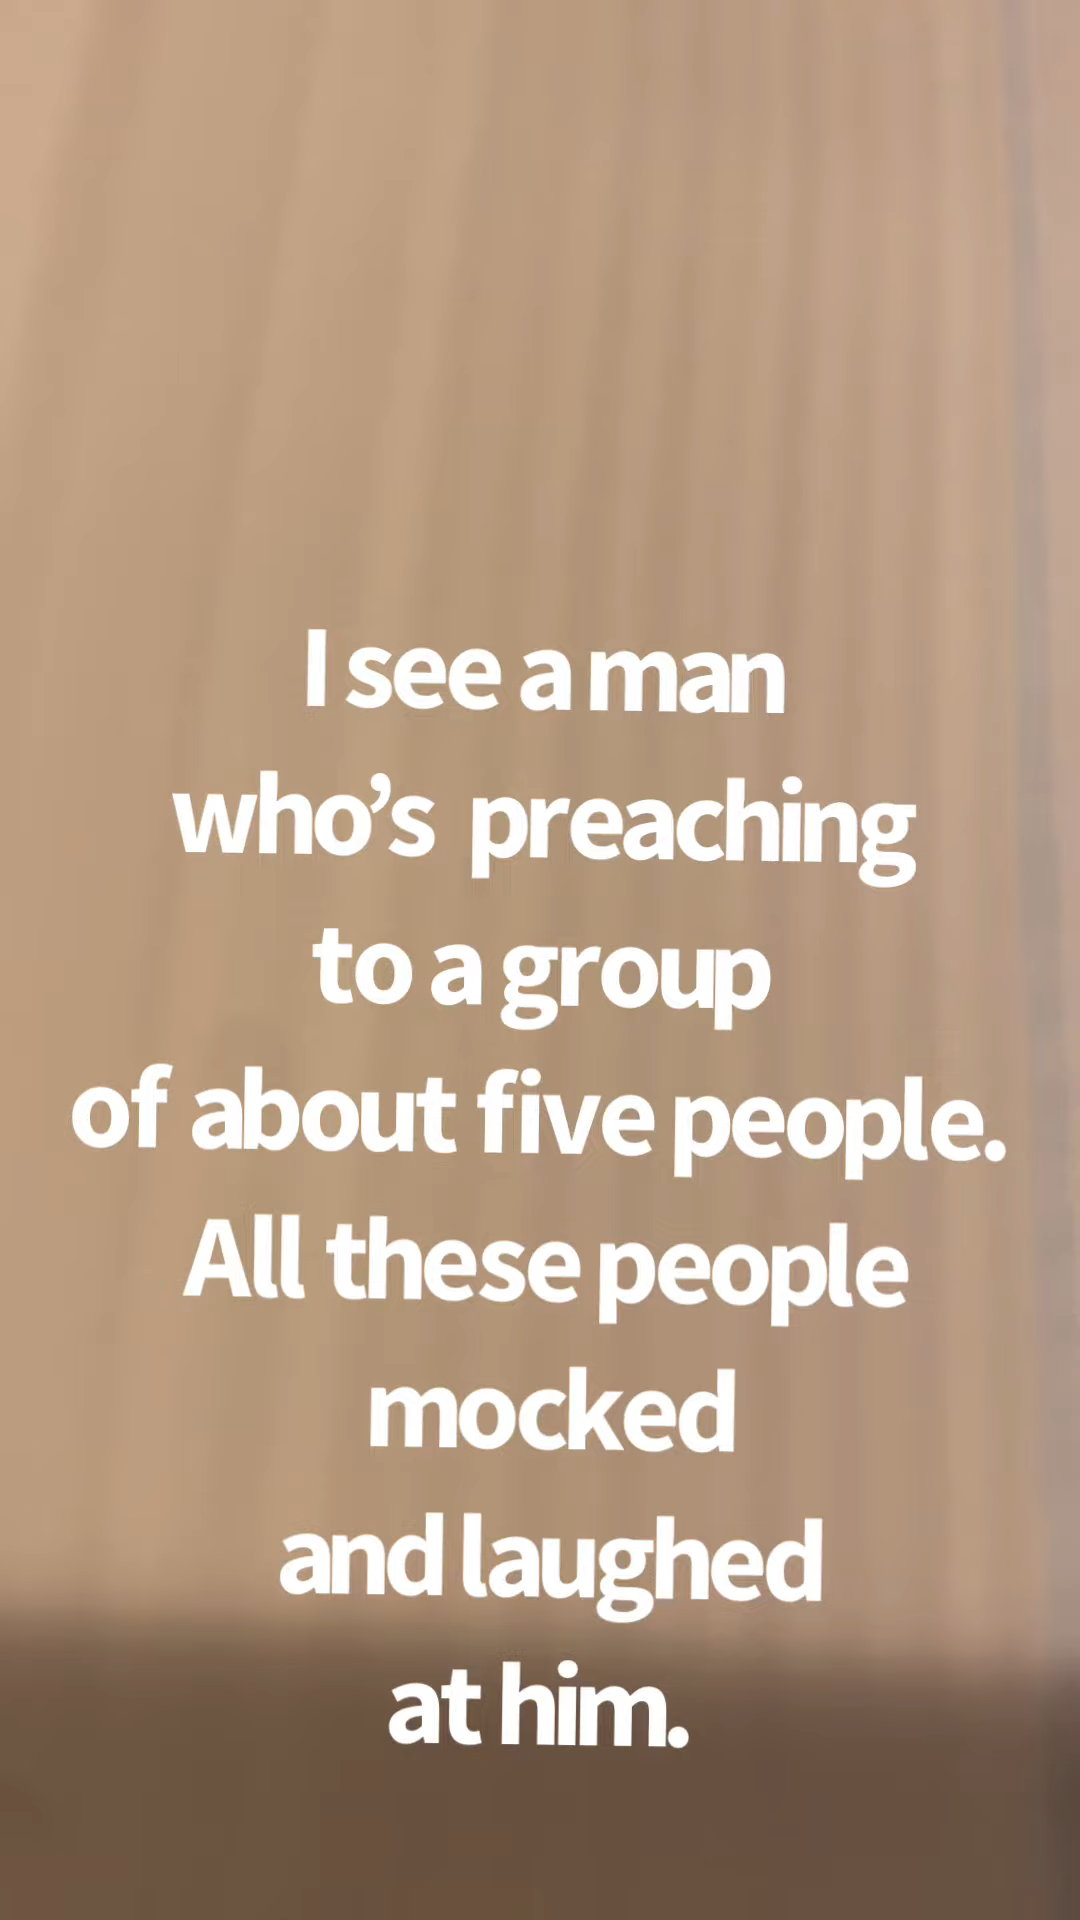 I see a man
who’s preaching
to a group
of about five people.
All these people
mocked
and laughed
at him.